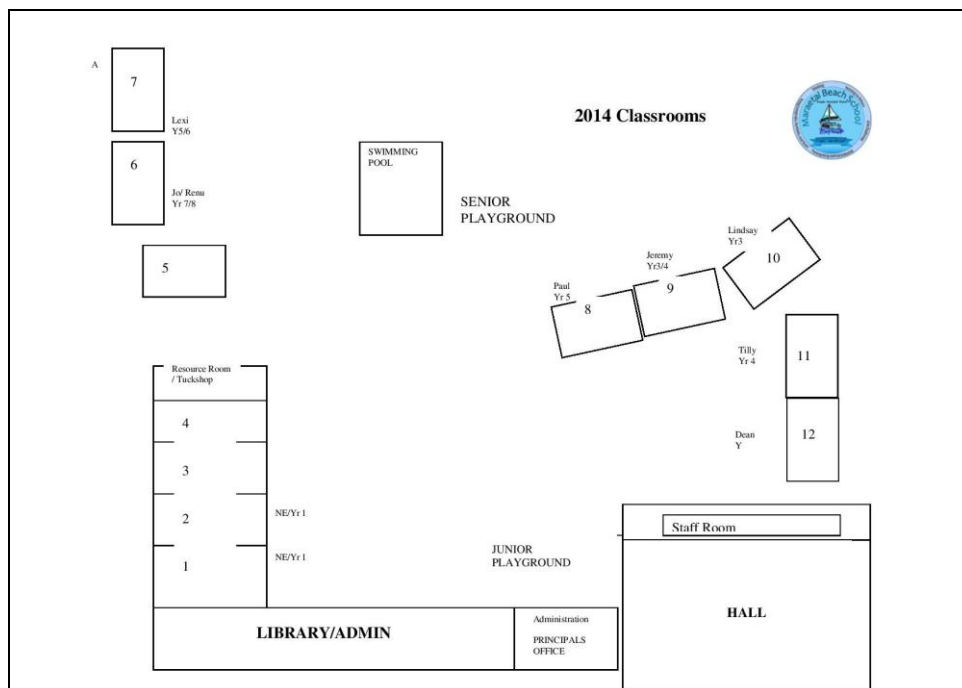 2014 Classrooms
Maraetai Beach School
A
7
Lexi
Y5/6
6
Jo/ Renu
Yr 7/8
5
SWIMMING
POOL
SENIOR
PLAYGROUND
Lindsay
Yr3
10
Jeremy
Yr3/4
9
Paul
Yr 5
8
Tilly
Yr 4
11
Dean
Y
12
Resource Room
/ Tuckshop
4
3
2
NE/Yr 1
1
NE/Yr 1
JUNIOR
PLAYGROUND
Staff Room
HALL
LIBRARY/ADMIN
Administration
PRINCIPALS
OFFICE